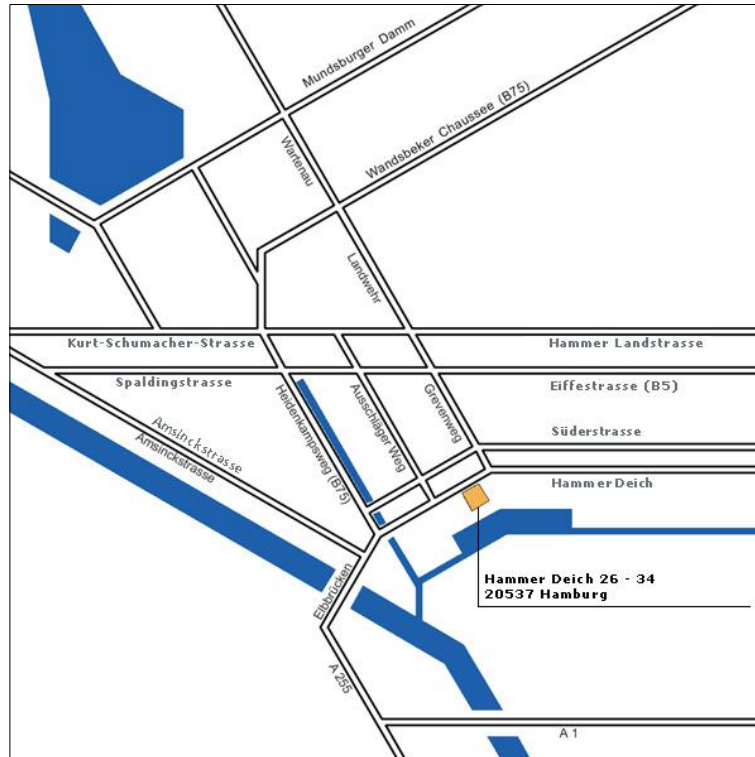 Mundsburger Damm
Wandsbeker Chaussee (B75)
Wartenau
Landwehr
Kurt-Schumacher-Strasse
Hammer Landstrasse
Spaldingstrasse
Eiffestrasse (B5)
Heidenkampsweg (B75)
Ausschläger Weg
Grevenweg
Amsinckstrasse
Amsinckstrasse
Süderstrasse
Hammer Deich
Hammer Deich 26 - 34
20537 Hamburg
Elbbrücken
A 255
A 1